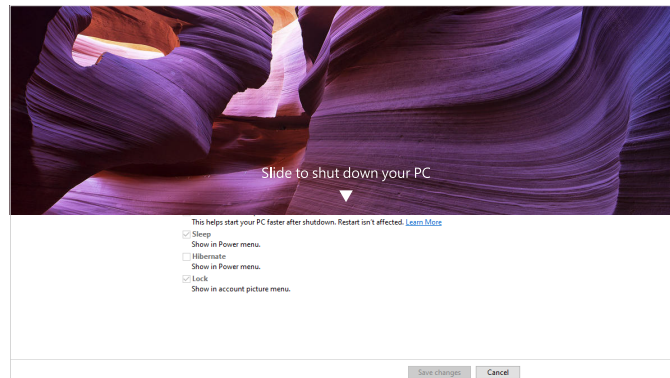 Slide to shut down your PC
This helps start your PC faster after shutdown. Restart isn't affected. Learn More
Sleep
Show in Power menu.
Hibernate
Show in Power menu.
Lock
Show in account picture menu.
Save changes Cancel